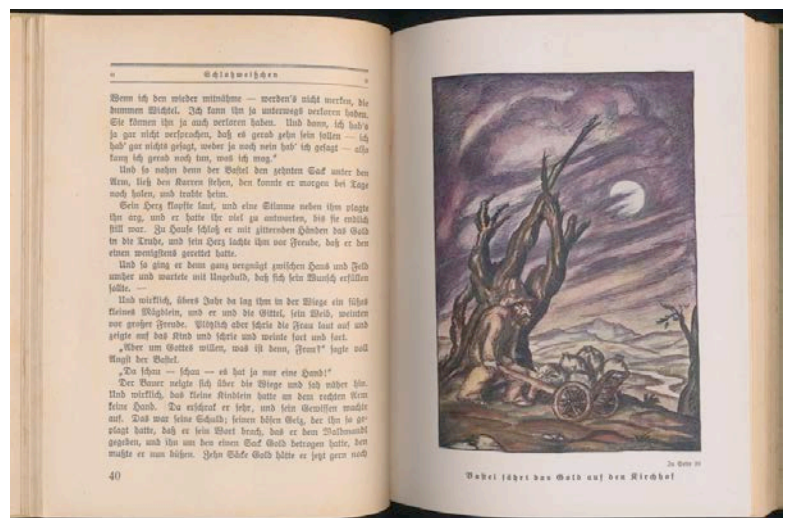 Schlohweißchen
Wenn ich den wieder mitnähme — werden's nicht merken, die
dummen Wichtel. Ich kann ihn ja unterwegs verloren haben.
Sie können ihn ja auch verloren haben. Und dann, ich hab's
ja gar nicht versprochen, daß es gerad zehn sein sollen — ich
hab' gar nichts gesagt, weder ja noch nein hab' ich gesagt — also
kann ich gerad noch tun, was ich mag."
Und so nahm denn der Bastel den zehnten Sack unter den
Arm, ließ den Karren stehen, den konnte er morgen bei Tage
noch holen, und trabte heim.
Sein Herz klopfte laut, und eine Stimme neben ihm plagte
ihn arg, und er hatte ihr viel zu antworten, bis sie endlich
still war. Zu Hause schloß er mit zitternden Händen das Gold
in die Truhe, und sein Herz lachte ihm vor Freude, daß er den
einen wenigstens gerettet hatte.
Und so ging er denn ganz vergnügt zwischen Haus und Feld
umher und wartete mit Ungeduld, daß sich sein Wunsch erfüllen
sollte. —
Und wirklich, übers Jahr da lag ihm in der Wiege ein süßes
kleines Mägdlein, und er und die Gittel, sein Weib, weinten
vor großer Freude. Plötzlich aber schrie die Frau laut auf und
zeigte auf das Kind und schrie und weinte fort und fort.
„Aber um Gottes willen, was ist denn, Frau?" sagte voll
Angst der Bastel.
„Da schau — schau — es hat ja nur eine Hand!"
Der Bauer neigte sich über die Wiege und sah näher hin.
Und wirklich, das kleine Kindlein hatte an dem rechten Arm
keine Hand. Da erschrak er sehr, und sein Gewissen wachte
auf. Das war seine Schuld; seinen bösen Geiz, der ihn so ge-
plagt hatte, daß er sein Wort brach, das er dem Waldmandl
gegeben, und ihn um den einen Sack Gold betrogen hatte, den
mußte er nun büßen. Zehn Säcke Gold hätte er jetzt gern noch
40
Zu Seite
Bastel fährt das Gold auf den Kirchhof